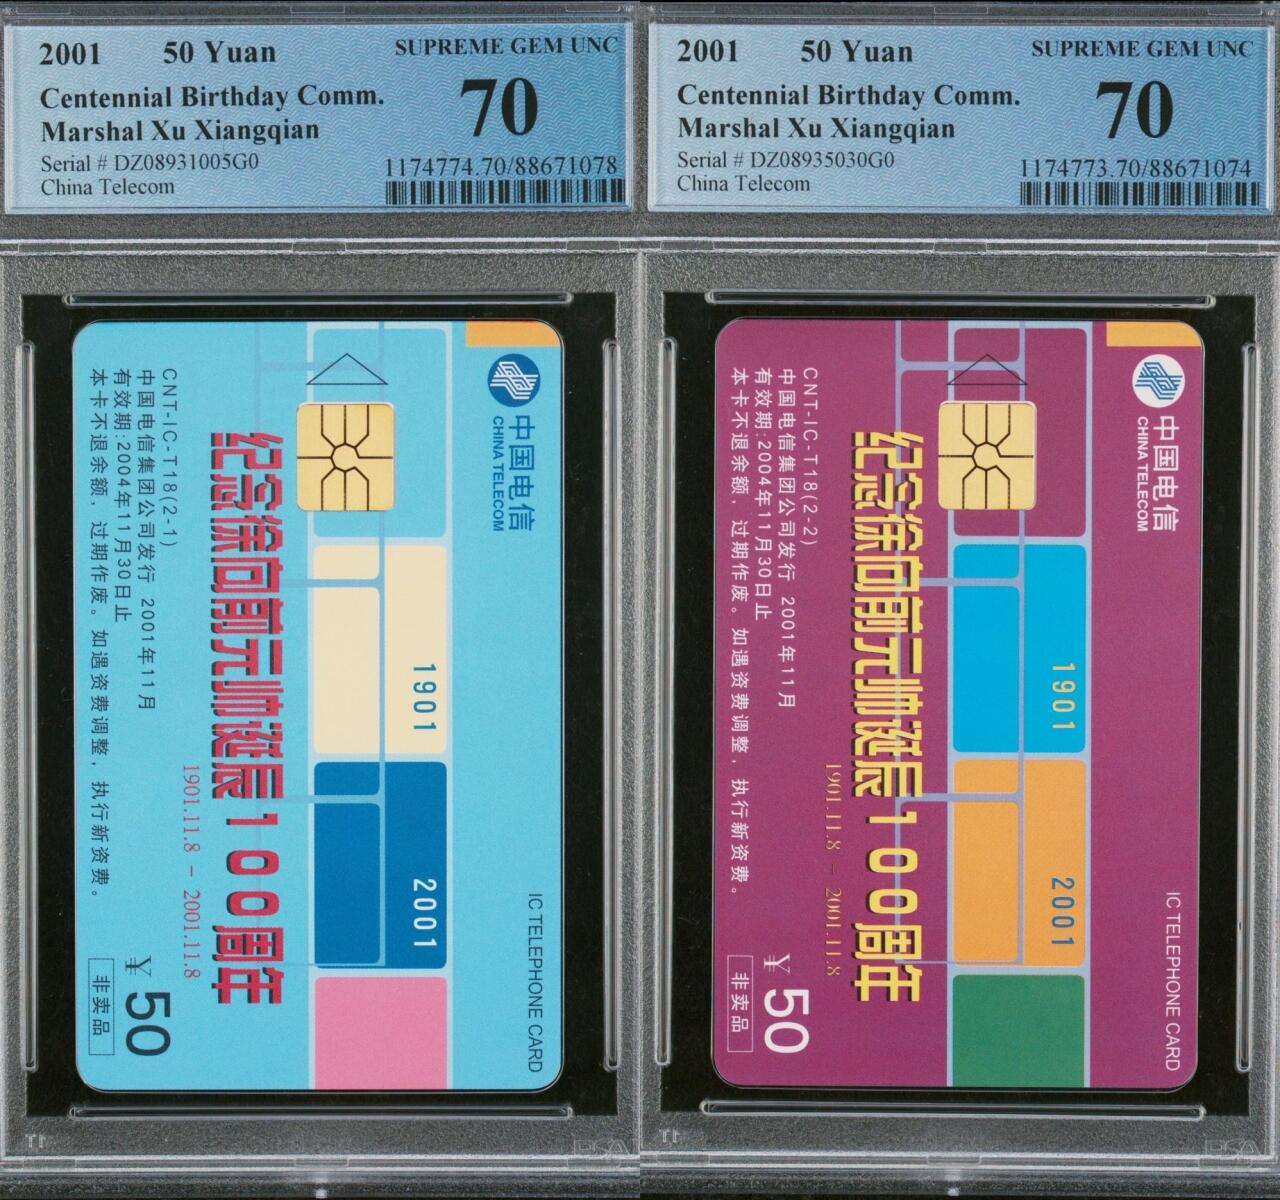 2001 50 Yuan
SUPREME GEM UNC
Centennial Birthday Comm.
70
Marshal Xu Xiangqian
Serial # DZ08931005G0
1174774.70/88671078
China Telecom
中国电信
CHINA TELECOM
IC TELEPHONE CARD
1901
2001
纪念徐向前元帅诞辰100周年
1901.11.8 - 2001.11.8
CNT-IC-T18(2-1)
中国电信集团公司发行 2001年11月
有效期:2004年11月30日止
本卡不退余额，过期作废。如遇资费调整，执行新资费。
¥ 50
非卖品
2001 50 Yuan
SUPREME GEM UNC
Centennial Birthday Comm.
70
Marshal Xu Xiangqian
Serial # DZ08935030G0
1174773.70/88671074
China Telecom
中国电信
CHINA TELECOM
IC TELEPHONE CARD
1901
2001
纪念徐向前元帅诞辰100周年
1901.11.8 - 2001.11.8
CNT-IC-T18(2-2)
中国电信集团公司发行 2001年11月
有效期:2004年11月30日止
本卡不退余额，过期作废。如遇资费调整，执行新资费。
¥ 50
非卖品